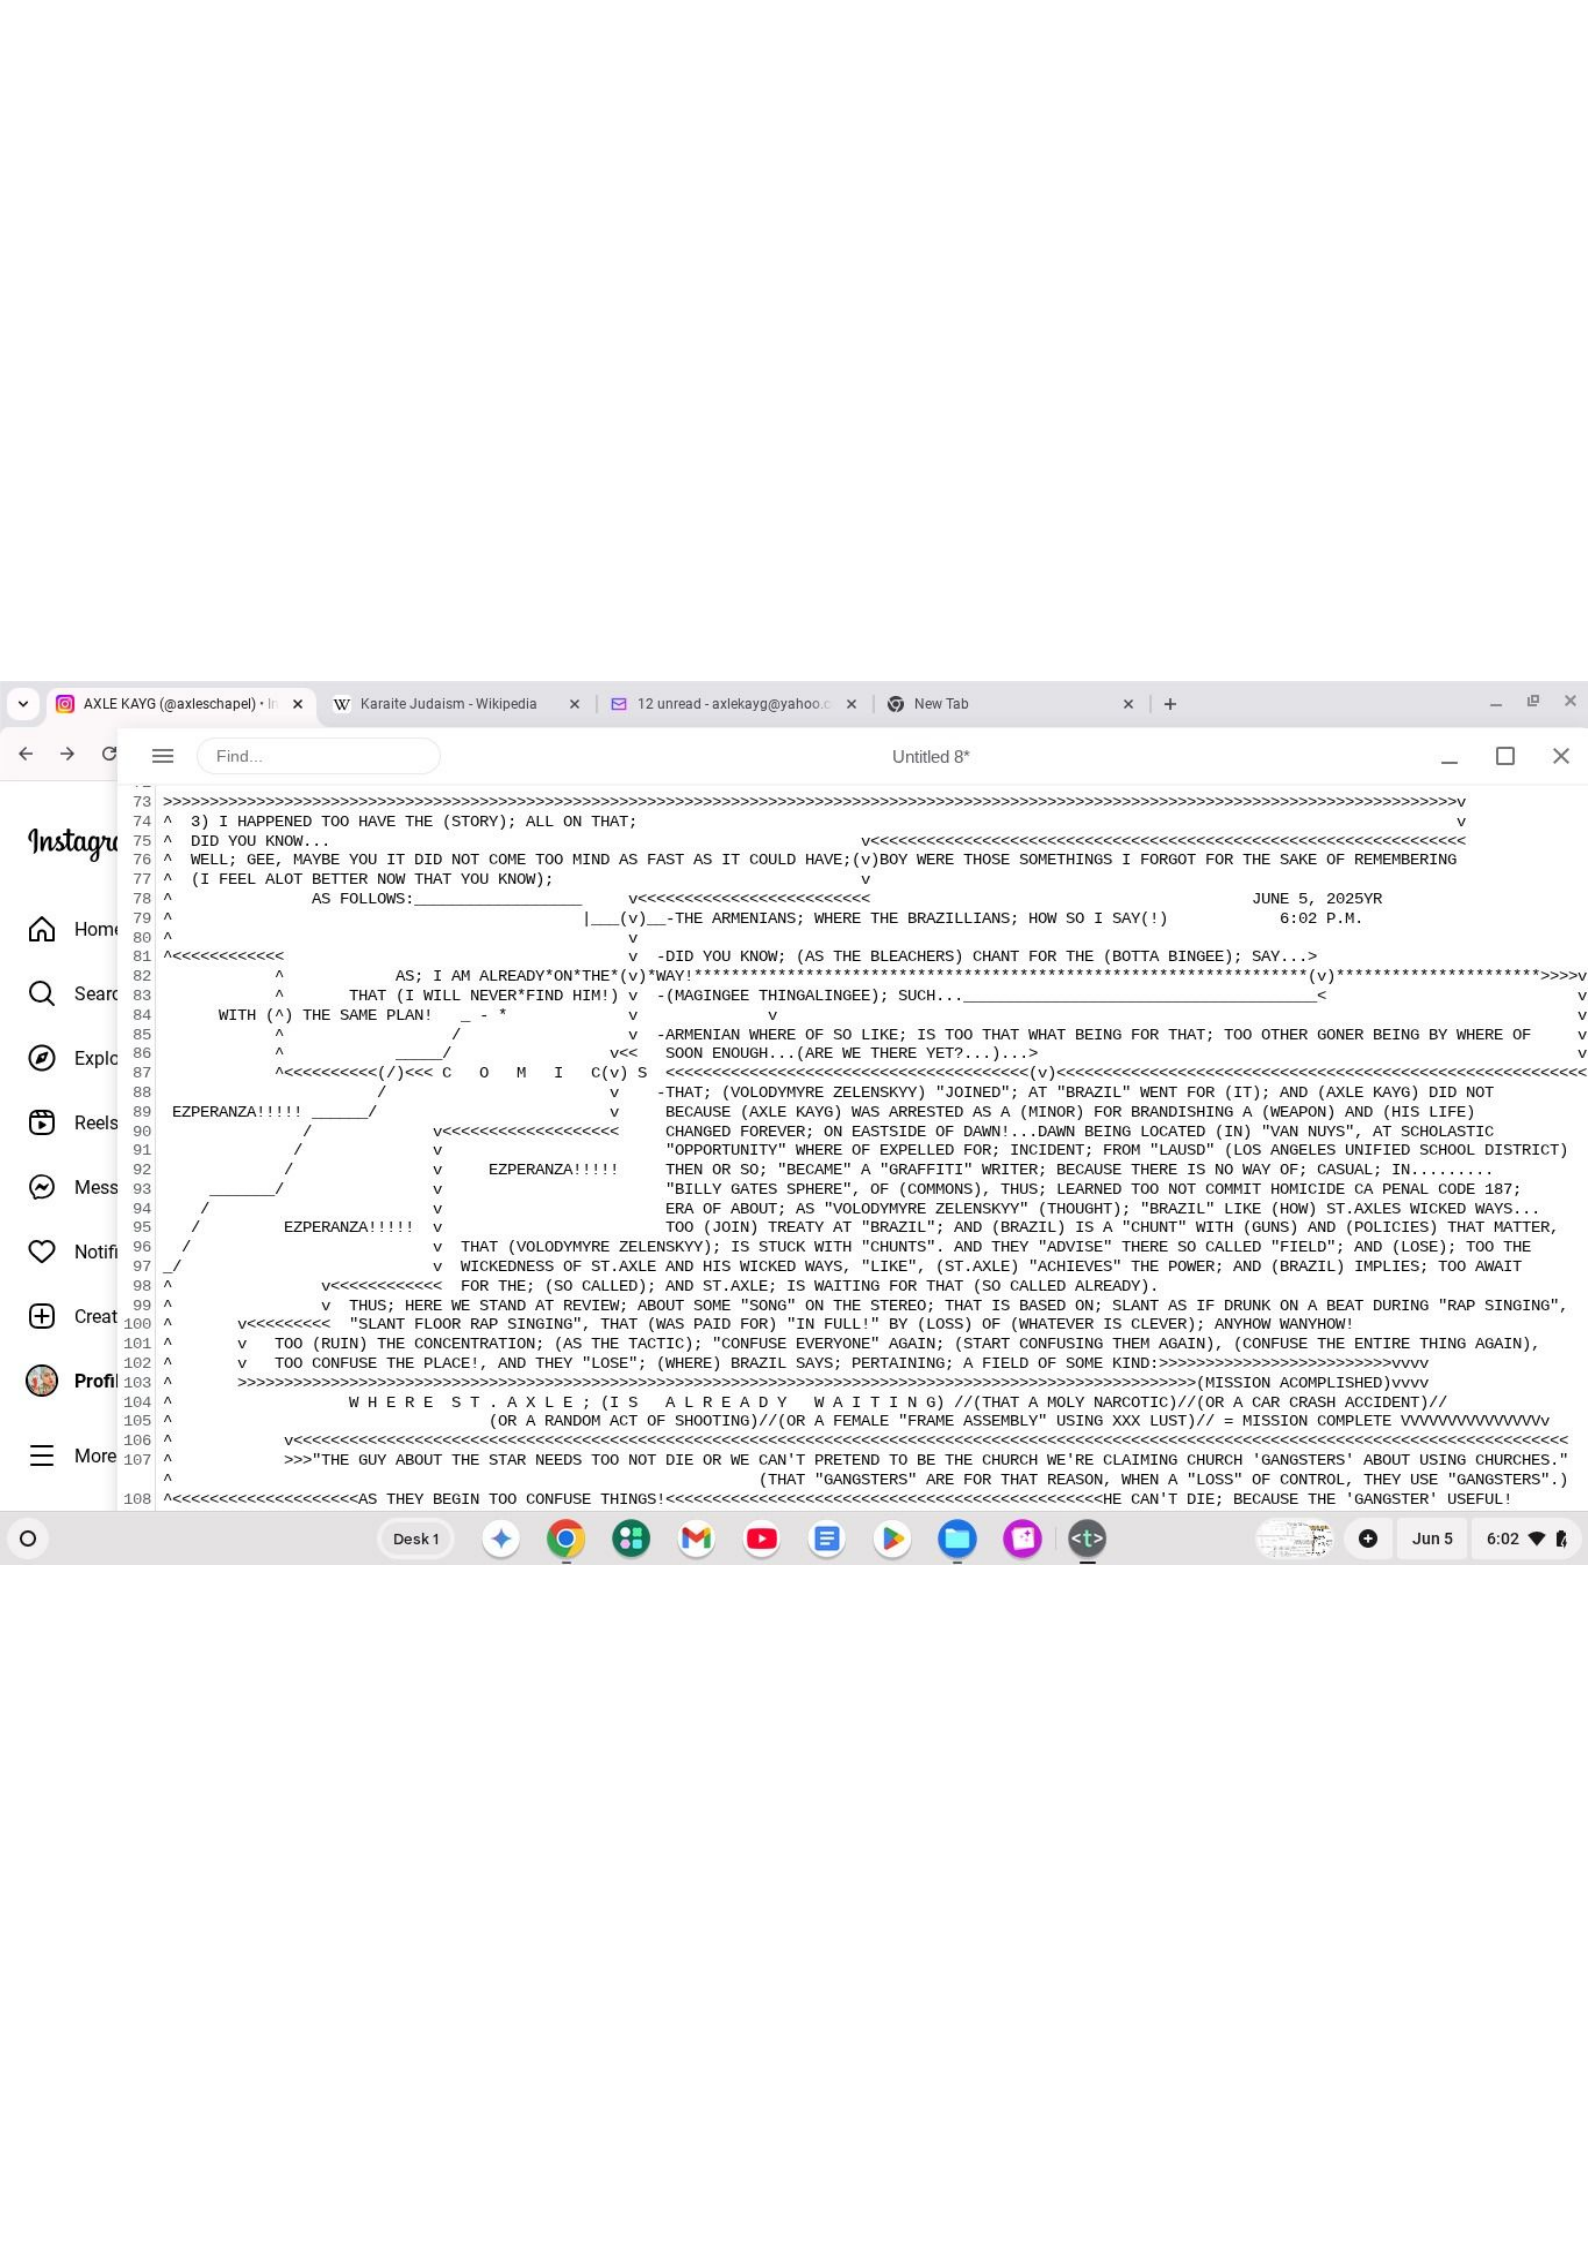 AXLE KAYG (@axleschapel) • In
Karaite Judaism - Wikipedia
12 unread - axlekayg@yahoo.c
New Tab
Find...
Untitled 8*
Instagr
Home
Searc
Explo
Reels
Mess
Notifi
Creat
Profi
More
73 >>>>>>>>>>>>>>>>>>>>>>>>>>>>>>>>>>>>>>>>>>>>>>>>>>>>>>>>>>>>>>>>>>>>>>>>>>>>>>>>>>>>>>>>>>>>>>>>>>>>>>>>>>>>>>>>>>>>>>>>>>>>>>>>>>>>>>>>>>>v
74 ^  3) I HAPPENED TOO HAVE THE (STORY); ALL ON THAT; v
75 ^  DID YOU KNOW... v<<<<<<<<<<<<<<<<<<<<<<<<<<<<<<<<<<<<<<<<<<<<<<<<<<<<<<<<<<<<<<<<
76 ^  WELL; GEE, MAYBE YOU IT DID NOT COME TOO MIND AS FAST AS IT COULD HAVE;(v)BOY WERE THOSE SOMETHINGS I FORGOT FOR THE SAKE OF REMEMBERING
77 ^  (I FEEL ALOT BETTER NOW THAT YOU KNOW); v
78 ^ AS FOLLOWS:__________________ v<<<<<<<<<<<<<<<<<<<<<<<<< JUNE 5, 2025YR
79 ^ |___(v)__-THE ARMENIANS; WHERE THE BRAZILLIANS; HOW SO I SAY(!) 6:02 P.M.
80 ^ v
81 ^<<<<<<<<<<<< v -DID YOU KNOW; (AS THE BLEACHERS) CHANT FOR THE (BOTTA BINGEE); SAY...>
82 ^ AS; I AM ALREADY*ON*THE*(v)*WAY!******************************************************************(v)**********************>>>>v
83 ^ THAT (I WILL NEVER*FIND HIM!) v -(MAGINGEE THINGALINGEE); SUCH...______________________________________< v
84 WITH (^) THE SAME PLAN! _ - * v v v
85 ^ / v -ARMENIAN WHERE OF SO LIKE; IS TOO THAT WHAT BEING FOR THAT; TOO OTHER GONER BEING BY WHERE OF v
86 ^ _____/ v<< SOON ENOUGH...(ARE WE THERE YET?...)...> v
87 ^<<<<<<<<<<(/)<<< C O M I C(v) S <<<<<<<<<<<<<<<<<<<<<<<<<<<<<<<<<<<<<<<(v)<<<<<<<<<<<<<<<<<<<<<<<<<<<<<<<<<<<<<<<<<<<<<<<<<<<<<<<<<
88 / v -THAT; (VOLODYMYRE ZELENSKYY) "JOINED"; AT "BRAZIL" WENT FOR (IT); AND (AXLE KAYG) DID NOT
89 EZPERANZA!!!!! ______/ v BECAUSE (AXLE KAYG) WAS ARRESTED AS A (MINOR) FOR BRANDISHING A (WEAPON) AND (HIS LIFE)
90 / v<<<<<<<<<<<<<<<<<<< CHANGED FOREVER; ON EASTSIDE OF DAWN!...DAWN BEING LOCATED (IN) "VAN NUYS", AT SCHOLASTIC
91 / v "OPPORTUNITY" WHERE OF EXPELLED FOR; INCIDENT; FROM "LAUSD" (LOS ANGELES UNIFIED SCHOOL DISTRICT)
92 / v EZPERANZA!!!!! THEN OR SO; "BECAME" A "GRAFFITI" WRITER; BECAUSE THERE IS NO WAY OF; CASUAL; IN.........
93 _______/ v "BILLY GATES SPHERE", OF (COMMONS), THUS; LEARNED TOO NOT COMMIT HOMICIDE CA PENAL CODE 187;
94 / v ERA OF ABOUT; AS "VOLODYMYRE ZELENSKYY" (THOUGHT); "BRAZIL" LIKE (HOW) ST.AXLES WICKED WAYS...
95 / EZPERANZA!!!!! v TOO (JOIN) TREATY AT "BRAZIL"; AND (BRAZIL) IS A "CHUNT" WITH (GUNS) AND (POLICIES) THAT MATTER,
96 / v THAT (VOLODYMYRE ZELENSKYY); IS STUCK WITH "CHUNTS". AND THEY "ADVISE" THERE SO CALLED "FIELD"; AND (LOSE); TOO THE
97 _/ v WICKEDNESS OF ST.AXLE AND HIS WICKED WAYS, "LIKE", (ST.AXLE) "ACHIEVES" THE POWER; AND (BRAZIL) IMPLIES; TOO AWAIT
98 ^ v<<<<<<<<<<<< FOR THE; (SO CALLED); AND ST.AXLE; IS WAITING FOR THAT (SO CALLED ALREADY).
99 ^ v THUS; HERE WE STAND AT REVIEW; ABOUT SOME "SONG" ON THE STEREO; THAT IS BASED ON; SLANT AS IF DRUNK ON A BEAT DURING "RAP SINGING",
100 ^ v<<<<<<<<< "SLANT FLOOR RAP SINGING", THAT (WAS PAID FOR) "IN FULL!" BY (LOSS) OF (WHATEVER IS CLEVER); ANYHOW WANYHOW!
101 ^ v TOO (RUIN) THE CONCENTRATION; (AS THE TACTIC); "CONFUSE EVERYONE" AGAIN; (START CONFUSING THEM AGAIN), (CONFUSE THE ENTIRE THING AGAIN),
102 ^ v TOO CONFUSE THE PLACE!, AND THEY "LOSE"; (WHERE) BRAZIL SAYS; PERTAINING; A FIELD OF SOME KIND:>>>>>>>>>>>>>>>>>>>>>>>>>vvvv
103 ^ >>>>>>>>>>>>>>>>>>>>>>>>>>>>>>>>>>>>>>>>>>>>>>>>>>>>>>>>>>>>>>>>>>>>>>>>>>>>>>>>>>>>>>>>>>>>>>>>>>>>>>>(MISSION ACOMPLISHED)vvvv
104 ^ W H E R E  S T . A X L E ; (I S  A L R E A D Y  W A I T I N G) //(THAT A MOLY NARCOTIC)//(OR A CAR CRASH ACCIDENT)//
105 ^ (OR A RANDOM ACT OF SHOOTING)//(OR A FEMALE "FRAME ASSEMBLY" USING XXX LUST)// = MISSION COMPLETE VVVVVVVVVVVVVVVv
106 ^ v<<<<<<<<<<<<<<<<<<<<<<<<<<<<<<<<<<<<<<<<<<<<<<<<<<<<<<<<<<<<<<<<<<<<<<<<<<<<<<<<<<<<<<<<<<<<<<<<<<<<<<<<<<<<<<<<<<<<<<<<<<<<<<<<<<<<<<<<<
107 ^ >>>"THE GUY ABOUT THE STAR NEEDS TOO NOT DIE OR WE CAN'T PRETEND TO BE THE CHURCH WE'RE CLAIMING CHURCH 'GANGSTERS' ABOUT USING CHURCHES."
^ (THAT "GANGSTERS" ARE FOR THAT REASON, WHEN A "LOSS" OF CONTROL, THEY USE "GANGSTERS".)
108 ^<<<<<<<<<<<<<<<<<<<<AS THEY BEGIN TOO CONFUSE THINGS!<<<<<<<<<<<<<<<<<<<<<<<<<<<<<<<<<<<<<<<<<<<<<<<HE CAN'T DIE; BECAUSE THE 'GANGSTER' USEFUL!
Desk 1
Jun 5
6:02